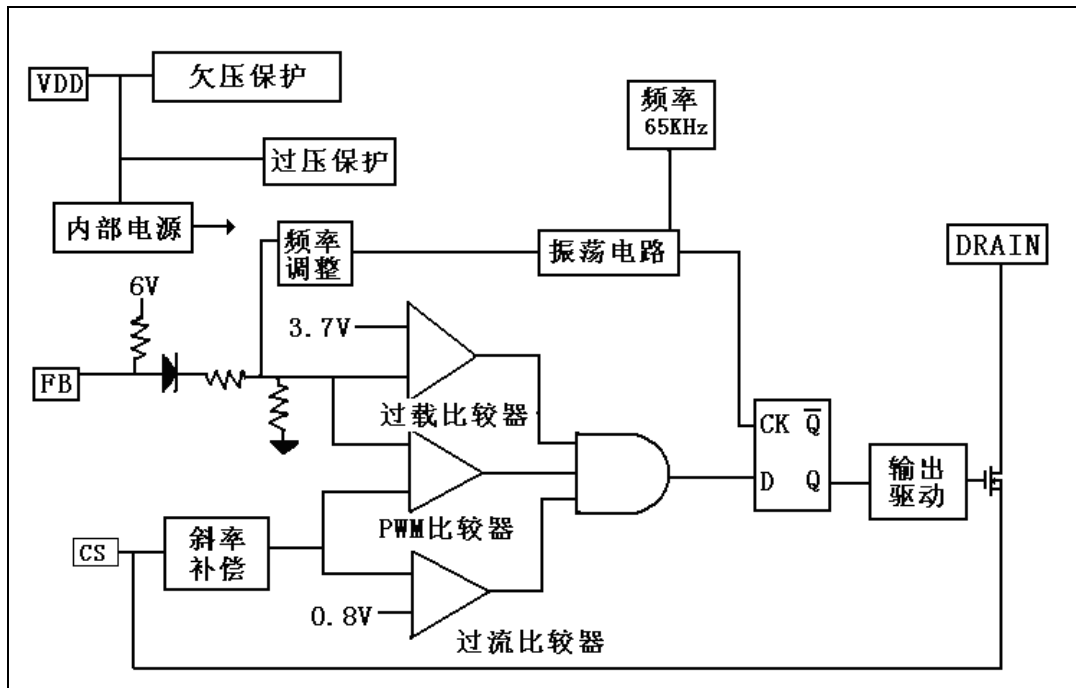 VDD
欠压保护
过压保护
内部电源
频率
65KHz
频率
调整
振荡电路
DRAIN
6V
3.7V
FB
过载比较器
CK Q̅
D Q
输出
驱动
PWM比较器
CS
斜率
补偿
0.8V
过流比较器